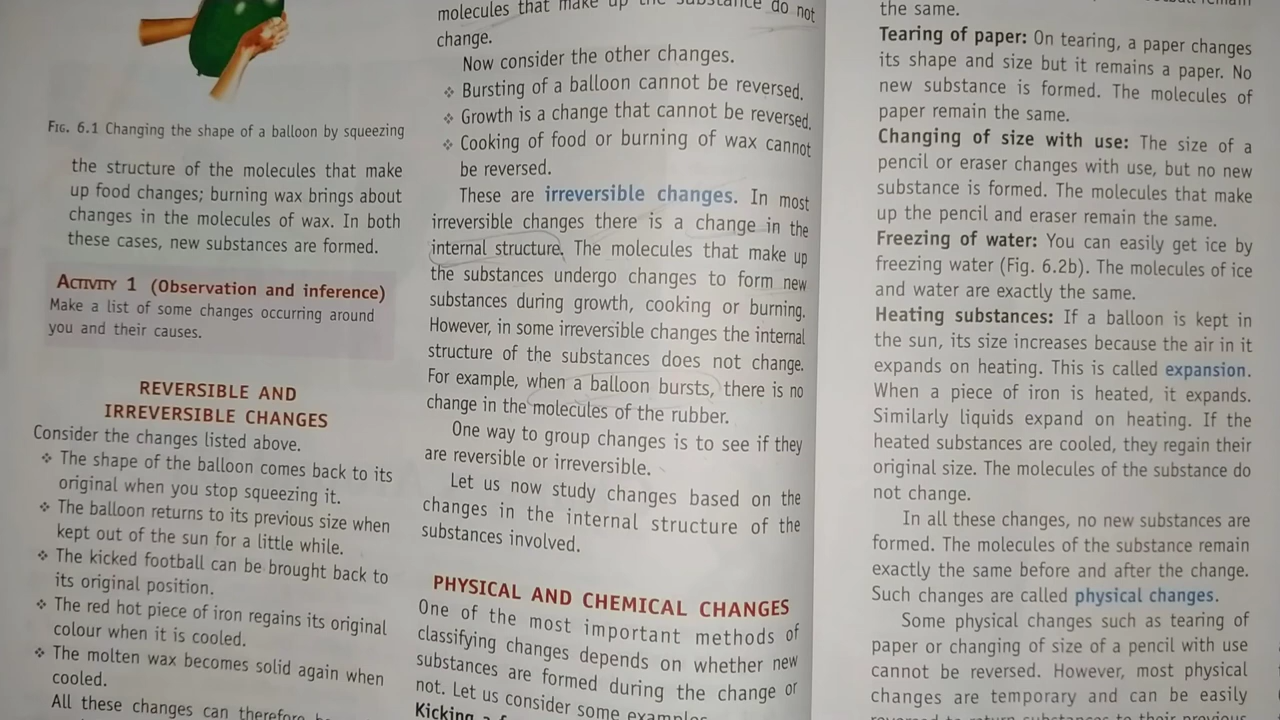 FIG. 6.1 Changing the shape of a balloon by squeezing
the structure of the molecules that make
up food changes; burning wax brings about
changes in the molecules of wax. In both
these cases, new substances are formed.
ACTIVITY 1 (Observation and inference)
Make a list of some changes occurring around
you and their causes.
REVERSIBLE AND
IRREVERSIBLE CHANGES
Consider the changes listed above.
❖ The shape of the balloon comes back to its
original when you stop squeezing it.
❖ The balloon returns to its previous size when
kept out of the sun for a little while.
❖ The kicked football can be brought back to
its original position.
❖ The red hot piece of iron regains its original
colour when it is cooled.
❖ The molten wax becomes solid again when
cooled.
All these changes can therefore
molecules that make up the substance do not
change.
Now consider the other changes.
❖ Bursting of a balloon cannot be reversed.
❖ Growth is a change that cannot be reversed.
❖ Cooking of food or burning of wax cannot
be reversed.
These are irreversible changes. In most
irreversible changes there is a change in the
internal structure. The molecules that make up
the substances undergo changes to form new
substances during growth, cooking or burning.
However, in some irreversible changes the internal
structure of the substances does not change.
For example, when a balloon bursts, there is no
change in the molecules of the rubber.
One way to group changes is to see if they
are reversible or irreversible.
Let us now study changes based on the
changes in the internal structure of the
substances involved.
PHYSICAL AND CHEMICAL CHANGES
One of the most important methods of
classifying changes depends on whether new
substances are formed during the change or
not. Let us consider some examples.
Kicking a
the same.
Tearing of paper: On tearing, a paper changes
its shape and size but it remains a paper. No
new substance is formed. The molecules of
paper remain the same.
Changing of size with use: The size of a
pencil or eraser changes with use, but no new
substance is formed. The molecules that make
up the pencil and eraser remain the same.
Freezing of water: You can easily get ice by
freezing water (Fig. 6.2b). The molecules of ice
and water are exactly the same.
Heating substances: If a balloon is kept in
the sun, its size increases because the air in it
expands on heating. This is called expansion.
When a piece of iron is heated, it expands.
Similarly liquids expand on heating. If the
heated substances are cooled, they regain their
original size. The molecules of the substance do
not change.
In all these changes, no new substances are
formed. The molecules of the substance remain
exactly the same before and after the change.
Such changes are called physical changes.
Some physical changes such as tearing of
paper or changing of size of a pencil with use
cannot be reversed. However, most physical
changes are temporary and can be easily
reversed to return substances to their previous